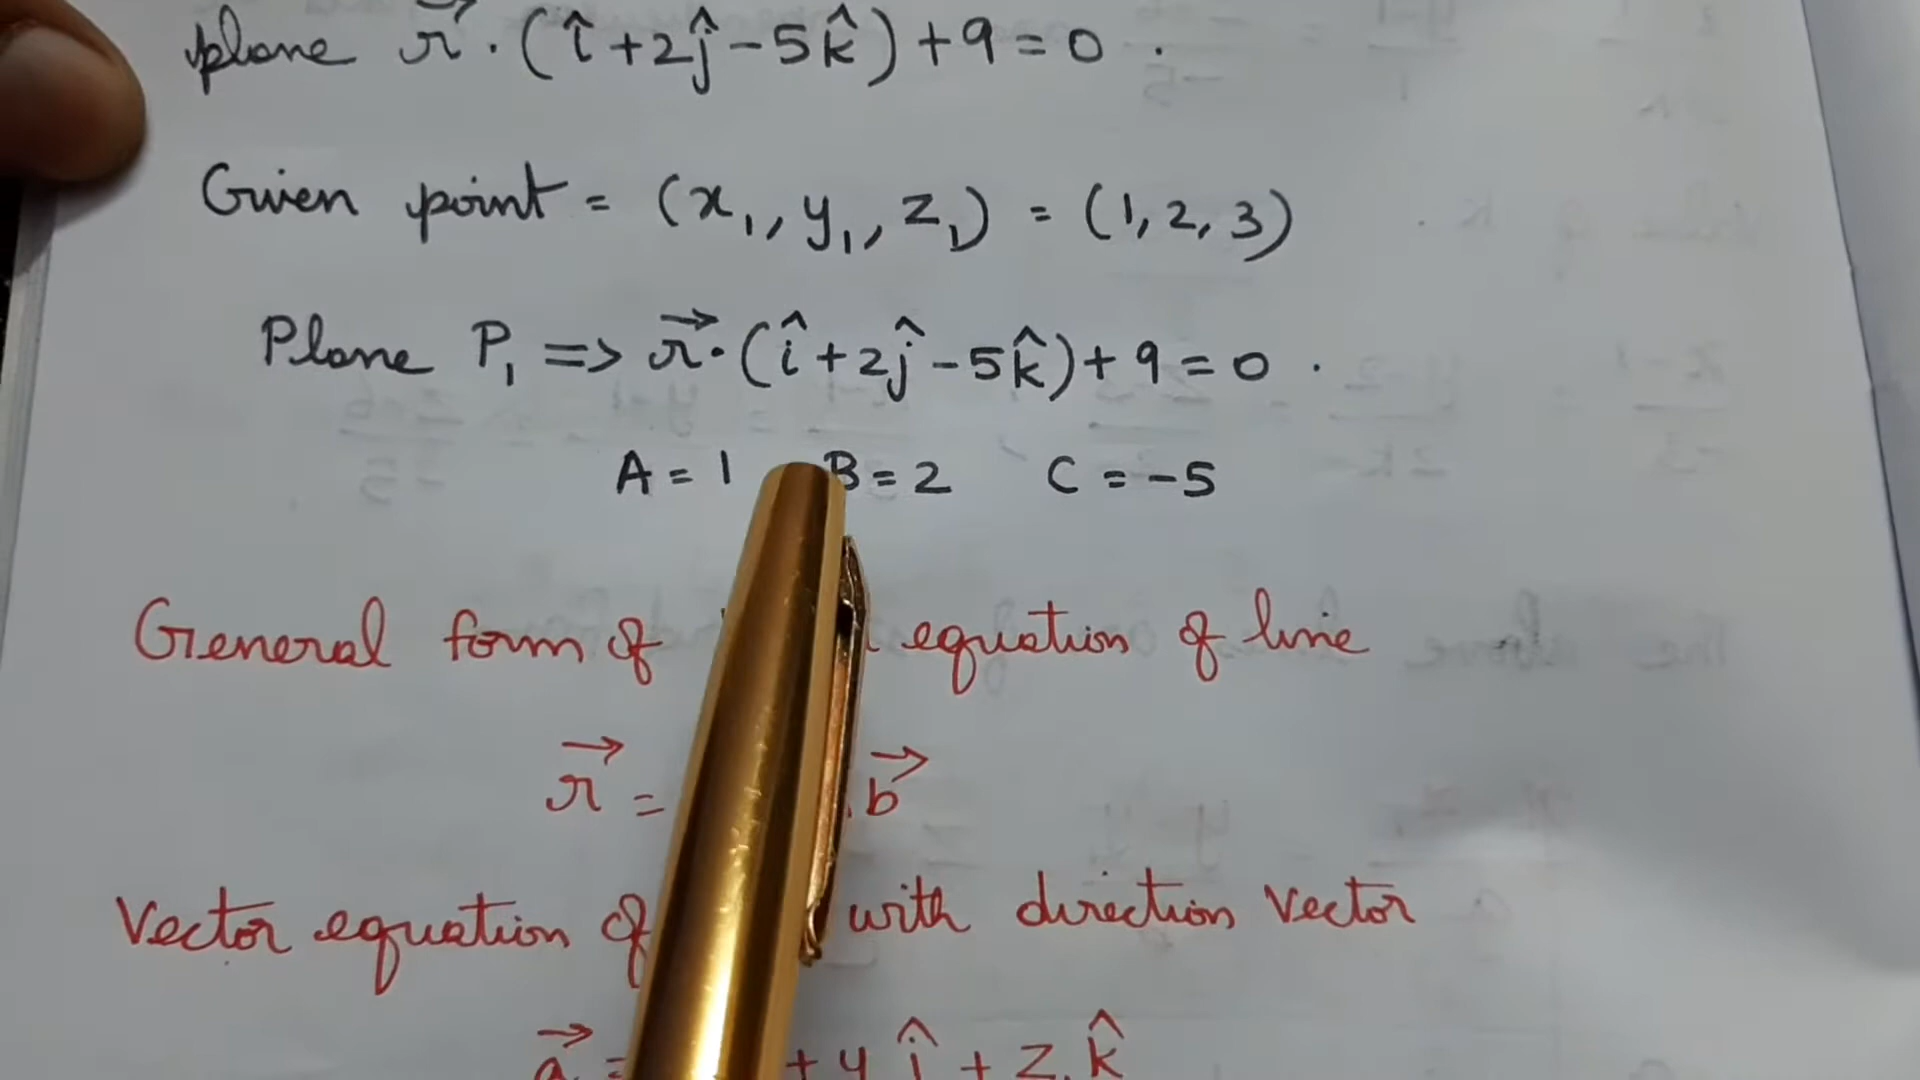 plane r⃗ · (î + 2ĵ - 5k̂) + 9 = 0 .
Given point = (x₁, y₁, z₁) = (1, 2, 3)
Plane P₁ => r⃗ · (î + 2ĵ - 5k̂) + 9 = 0 .
A = 1 B = 2 C = -5
General form of equation of line
r⃗ = b⃗
Vector equation of with direction vector
a⃗ = + y ĵ + z, k̂